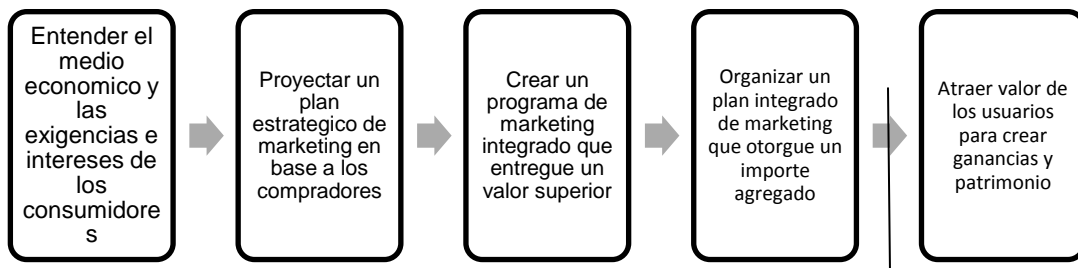 Entender el
medio
economico y
las
exigencias e
intereses de
los
consumidore
s
Proyectar un
plan
estrategico de
marketing en
base a los
compradores
Crear un
programa de
marketing
integrado que
entregue un
valor superior
Organizar un
plan integrado
de marketing
que otorgue un
importe
agregado
Atraer valor de
los usuarios
para crear
ganancias y
patrimonio